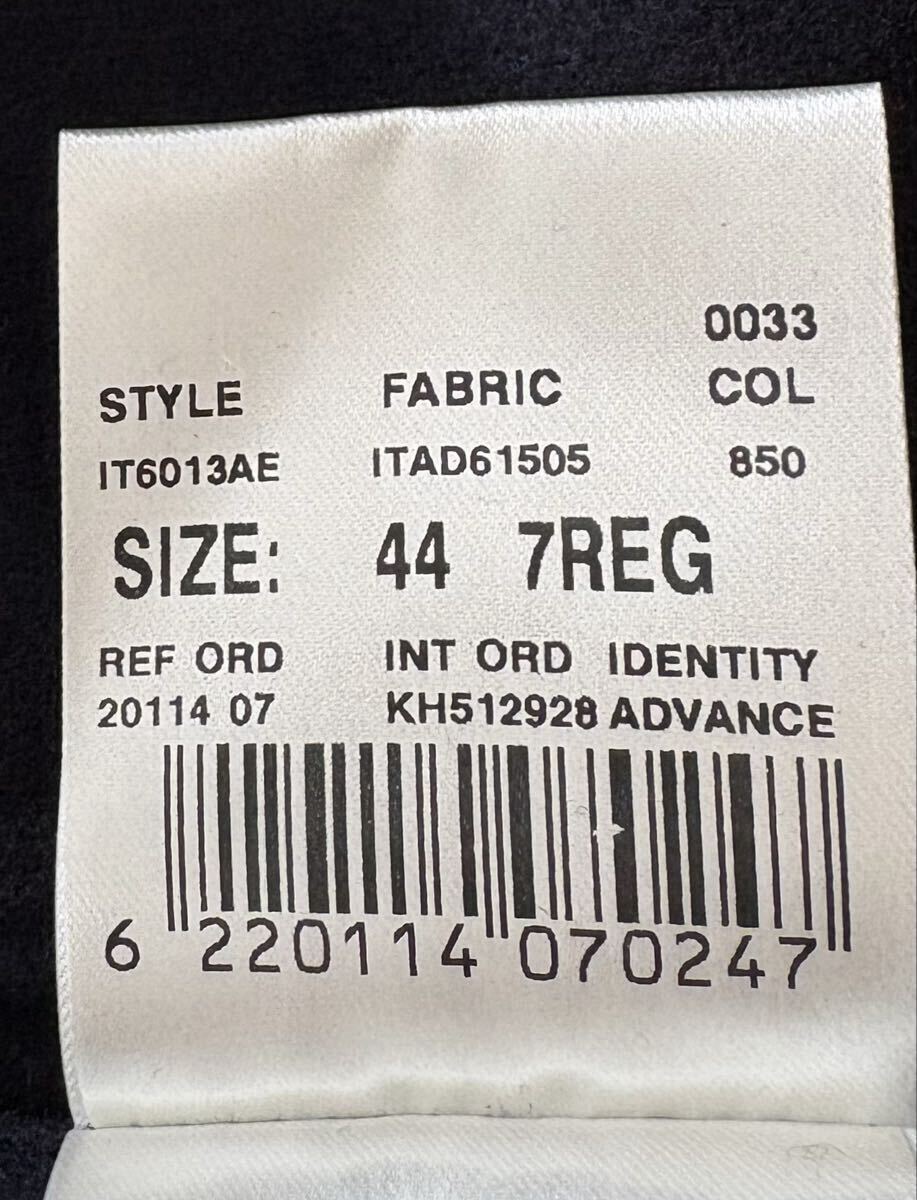 0033
STYLE FABRIC COL
IT6013AE ITAD61505 850
SIZE: 44 7REG
REF ORD INT ORD IDENTITY
20114 07 KH512928 ADVANCE
6 220114 070247